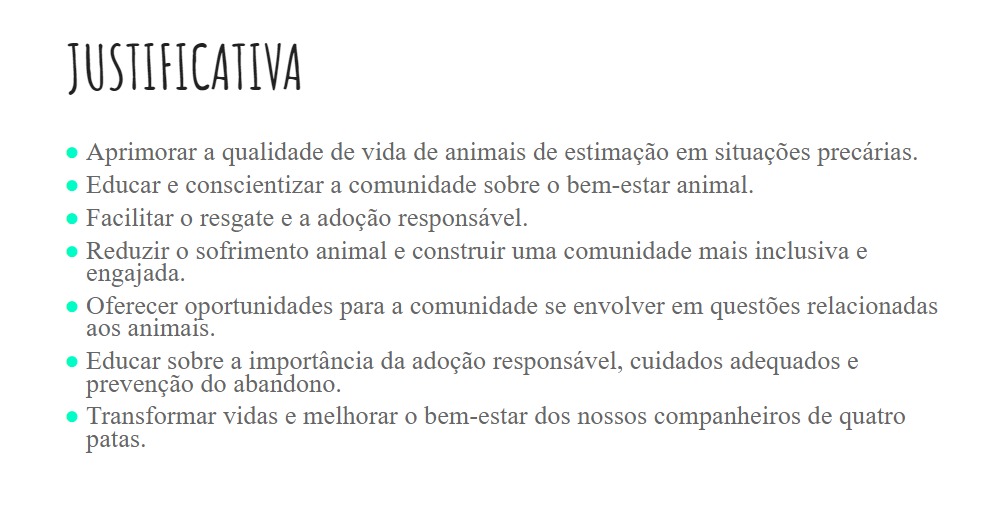 JUSTIFICATIVA
Aprimorar a qualidade de vida de animais de estimação em situações precárias.
Educar e conscientizar a comunidade sobre o bem-estar animal.
Facilitar o resgate e a adoção responsável.
Reduzir o sofrimento animal e construir uma comunidade mais inclusiva e
engajada.
Oferecer oportunidades para a comunidade se envolver em questões relacionadas
aos animais.
Educar sobre a importância da adoção responsável, cuidados adequados e
prevenção do abandono.
Transformar vidas e melhorar o bem-estar dos nossos companheiros de quatro
patas.